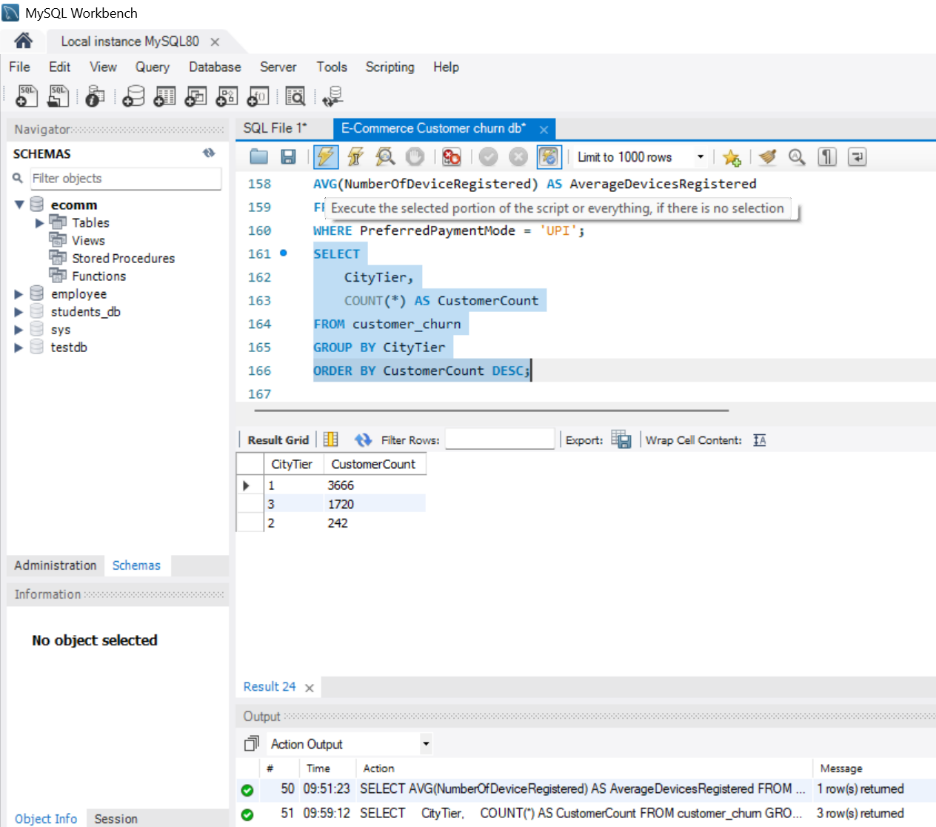 MySQL Workbench
Local instance MySQL80
File Edit View Query Database Server Tools Scripting Help
Navigator
SCHEMAS
Filter objects
ecomm
Tables
Views
Stored Procedures
Functions
employee
students_db
sys
testdb
Administration Schemas
Information
No object selected
Object Info Session
SQL File 1* E-Commerce Customer churn db*
Limit to 1000 rows
158 AVG(NumberOfDeviceRegistered) AS AverageDevicesRegistered
159 Execute the selected portion of the script or everything, if there is no selection
160 WHERE PreferredPaymentMode = 'UPI';
161 SELECT
162 CityTier,
163 COUNT(*) AS CustomerCount
164 FROM customer_churn
165 GROUP BY CityTier
166 ORDER BY CustomerCount DESC;
167
Result Grid Filter Rows: Export: Wrap Cell Content:
CityTier CustomerCount
1 3666
3 1720
2 242
Result 24
Output
Action Output
# Time Action Message
50 09:51:23 SELECT AVG(NumberOfDeviceRegistered) AS AverageDevicesRegistered FROM ... 1 row(s) returned
51 09:59:12 SELECT CityTier, COUNT(*) AS CustomerCount FROM customer_churn GRO... 3 row(s) returned